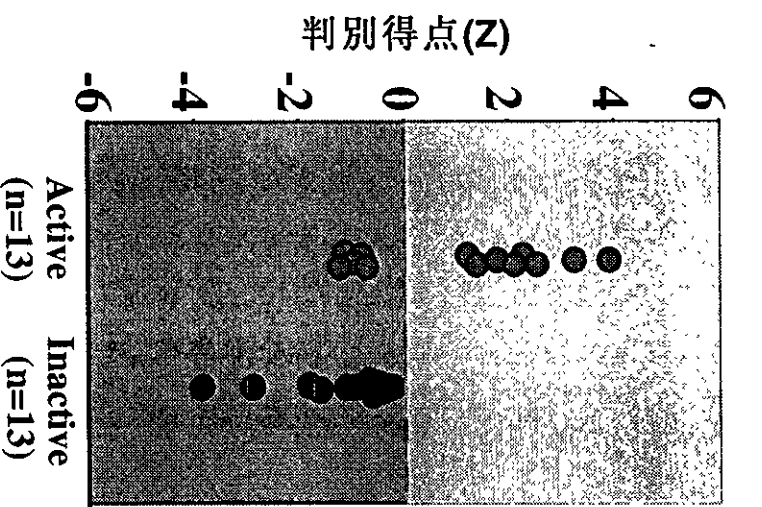 判別得点(Z)
-6
-4
-2
0
2
4
6
Active
(n=13)
Inactive
(n=13)